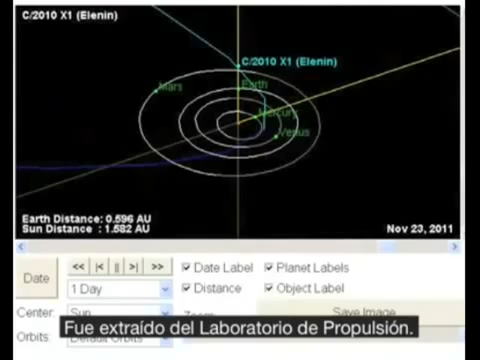 C/2010 X1 (Elenin)
C/2010 X1 (Elenin)
Mars
Earth
Mercury
Venus
Earth Distance: 0.596 AU
Sun Distance : 1.582 AU
Nov 23, 2011
Date
<< |< || >| >>
Date Label
Planet Labels
1 Day
Distance
Object Label
Center: Sun
Save Image
Orbits: Default Orbits
Fue extraído del Laboratorio de Propulsión.